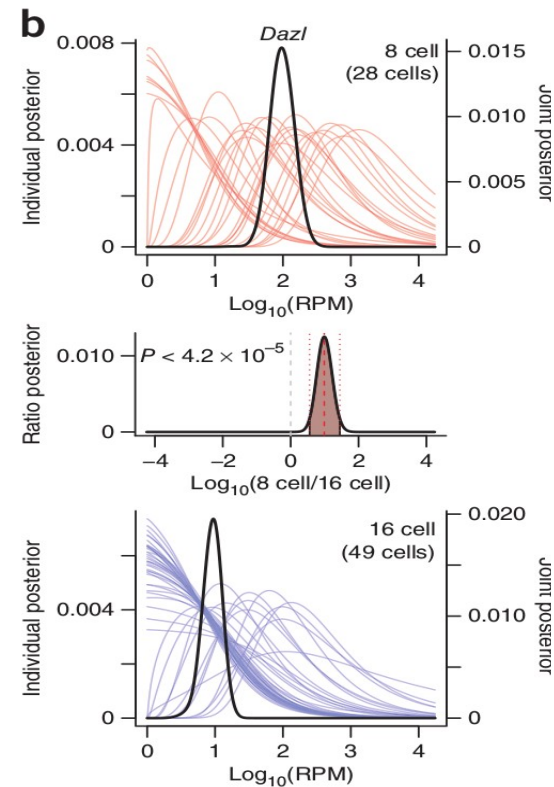 b
Dazl
8 cell
(28 cells)
0.008
0.004
0
0.015
0.010
0.005
0
Individual posterior
Joint posterior
0 1 2 3 4
Log10(RPM)
P < 4.2 × 10–5
0.010
0
Ratio posterior
–4 –2 0 2 4
Log10(8 cell/16 cell)
16 cell
(49 cells)
0.004
0
0.020
0.010
0
Individual posterior
Joint posterior
0 1 2 3 4
Log10(RPM)